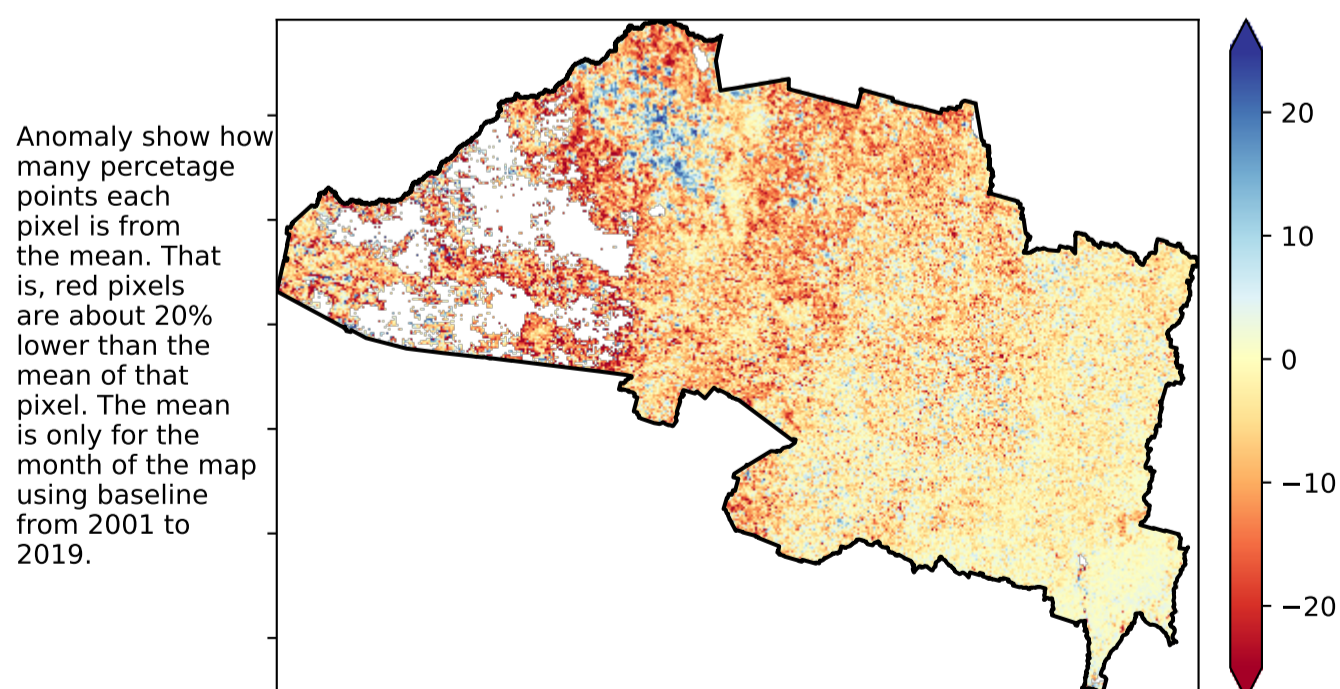 Anomaly show how
many percetage
points each
pixel is from
the mean. That
is, red pixels
are about 20%
lower than the
mean of that
pixel. The mean
is only for the
month of the map
using baseline
from 2001 to
2019.
20
10
0
−10
−20